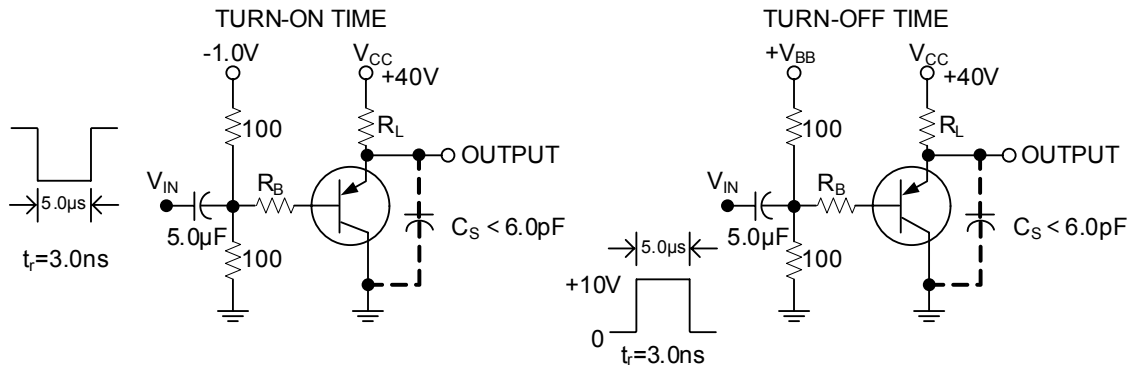 TURN-ON TIME
-1.0V
VCC
+40V
100
RL
OUTPUT
VIN
RB
5.0µs
5.0µF
CS < 6.0pF
100
tr=3.0ns
TURN-OFF TIME
+VBB
VCC
+40V
100
RL
OUTPUT
VIN
RB
5.0µF
CS < 6.0pF
5.0µs
100
+10V
0
tr=3.0ns